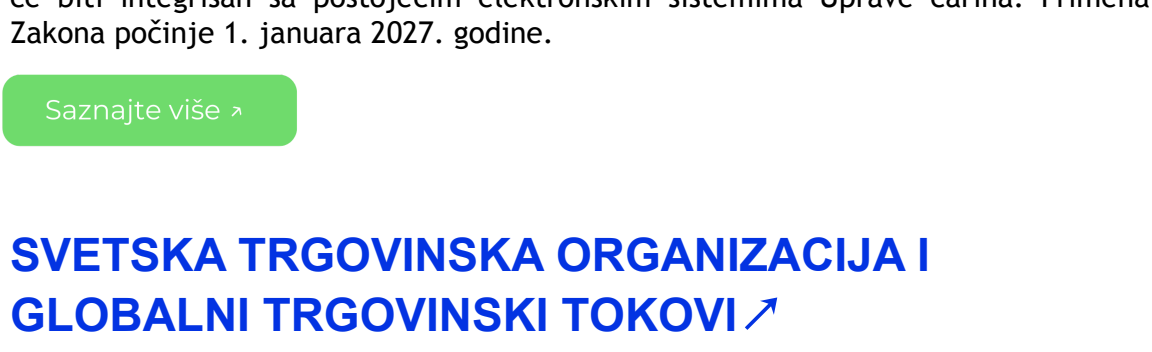 će biti integrisan sa postojećim elektronskim sistemima Uprave carina. Primena
Zakona počinje 1. januara 2027. godine.
Saznajte više ↗
SVETSKA TRGOVINSKA ORGANIZACIJA I
GLOBALNI TRGOVINSKI TOKOVI↗